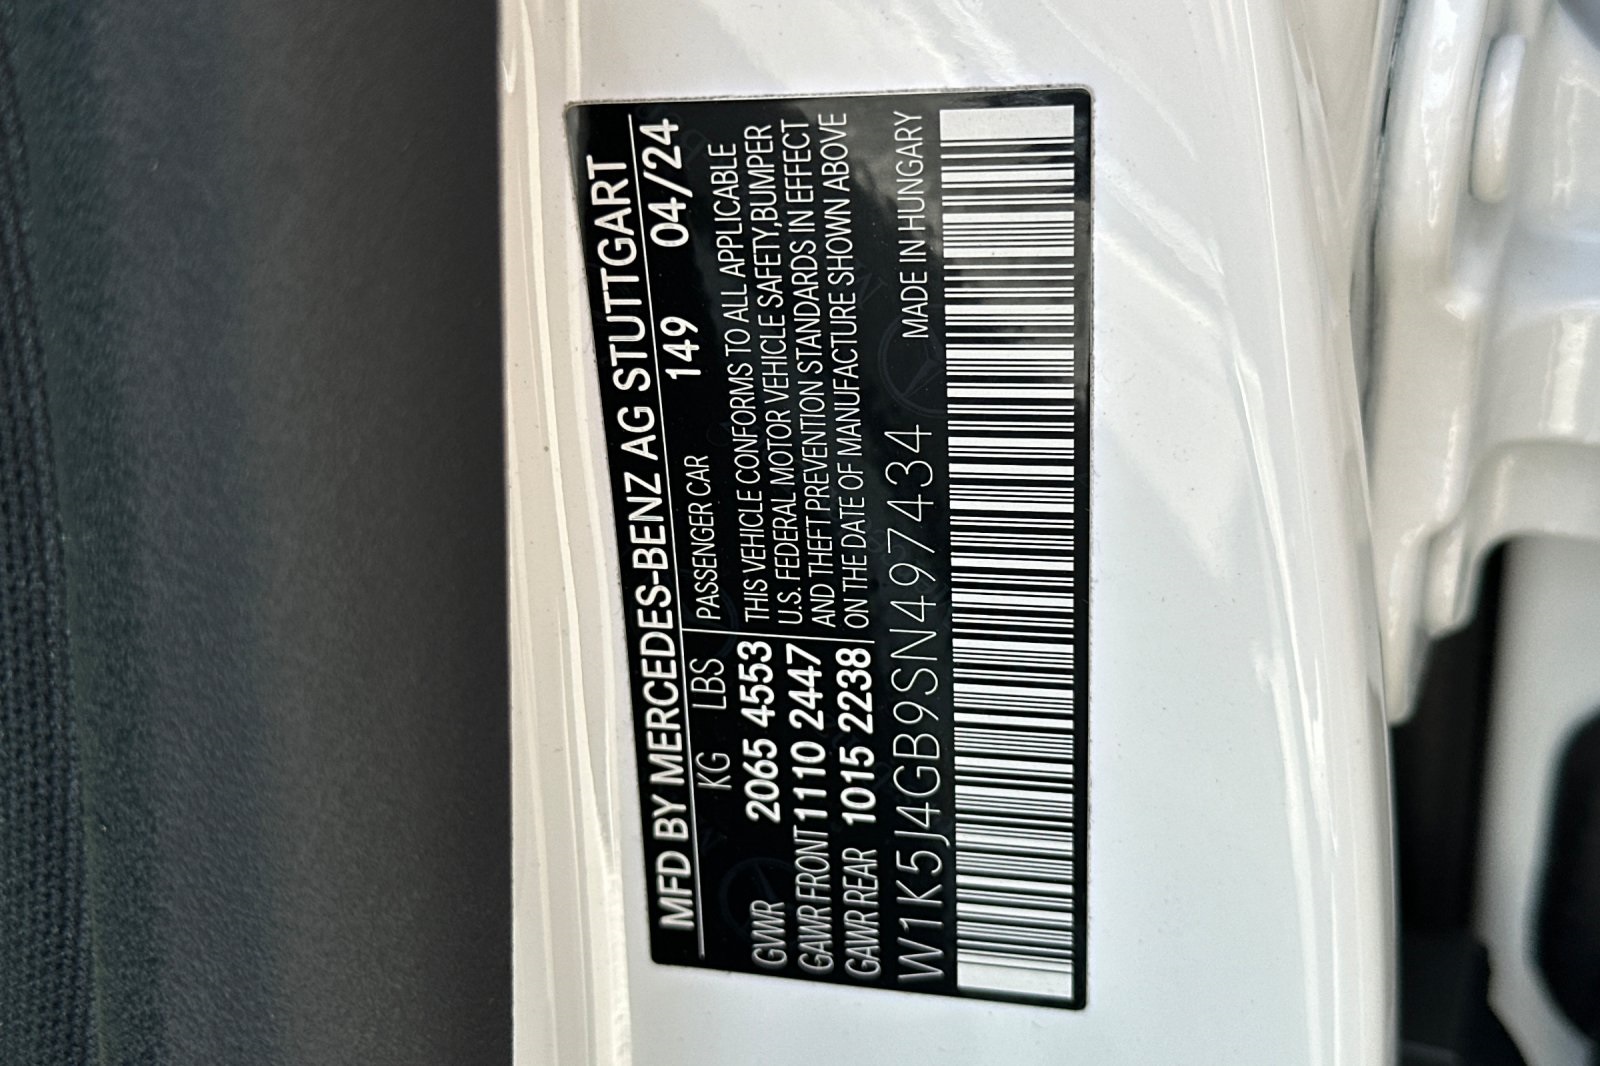 MFD BY MERCEDES-BENZ AG STUTTGART
KG LBS PASSENGER CAR 149 04/24
GVWR 2065 4553 THIS VEHICLE CONFORMS TO ALL APPLICABLE
GAWR FRONT 1110 2447 U.S. FEDERAL MOTOR VEHICLE SAFETY, BUMPER
GAWR REAR 1015 2238 AND THEFT PREVENTION STANDARDS IN EFFECT
ON THE DATE OF MANUFACTURE SHOWN ABOVE
W1K5J4GB9SN497434 MADE IN HUNGARY